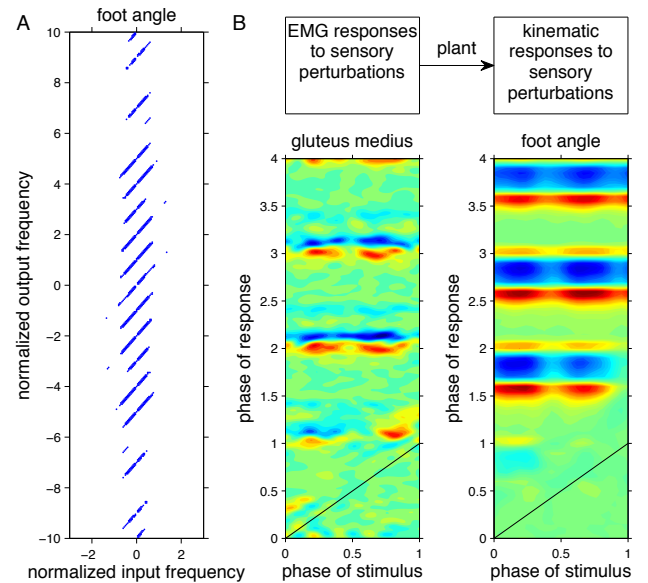 A
foot angle
10
8
6
4
2
0
−2
−4
−6
−8
−10
−2
0
2
normalized output frequency
normalized input frequency
B
EMG responses
to sensory
perturbations
plant
kinematic
responses to
sensory
perturbations
gluteus medius
4
3.5
3
2.5
2
1.5
1
0.5
0
0
0.5
1
phase of response
phase of stimulus
foot angle
4
3.5
3
2.5
2
1.5
1
0.5
0
0
0.5
1
phase of response
phase of stimulus